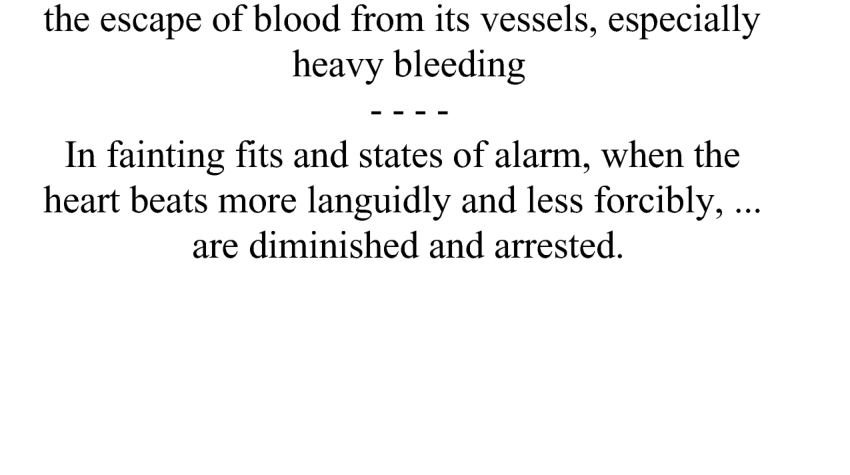 the escape of blood from its vessels, especially
heavy bleeding
- - - -
In fainting fits and states of alarm, when the
heart beats more languidly and less forcibly, ...
are diminished and arrested.